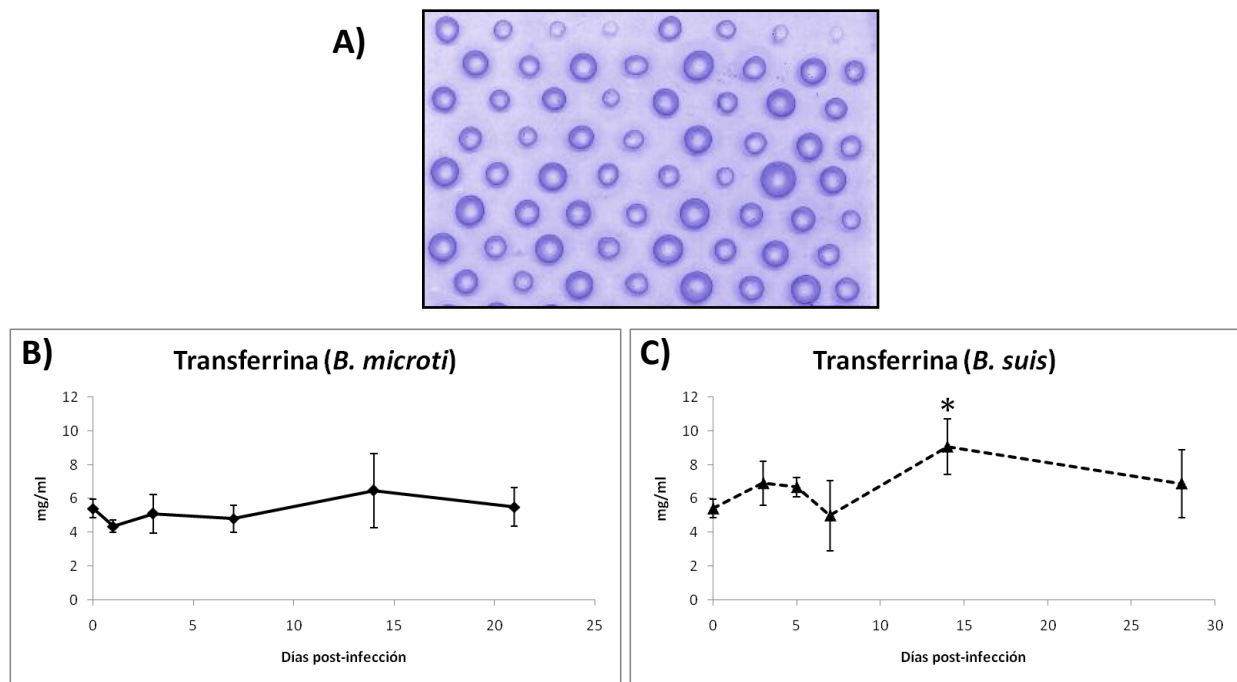 A)
B)
Transferrina (B. microti)
12
10
8
6
4
2
0
mg/ml
0 5 10 15 20 25
Días post-infección
C)
Transferrina (B. suis)
*
12
10
8
6
4
2
0
mg/ml
0 5 10 15 20 25 30
Días post-infección